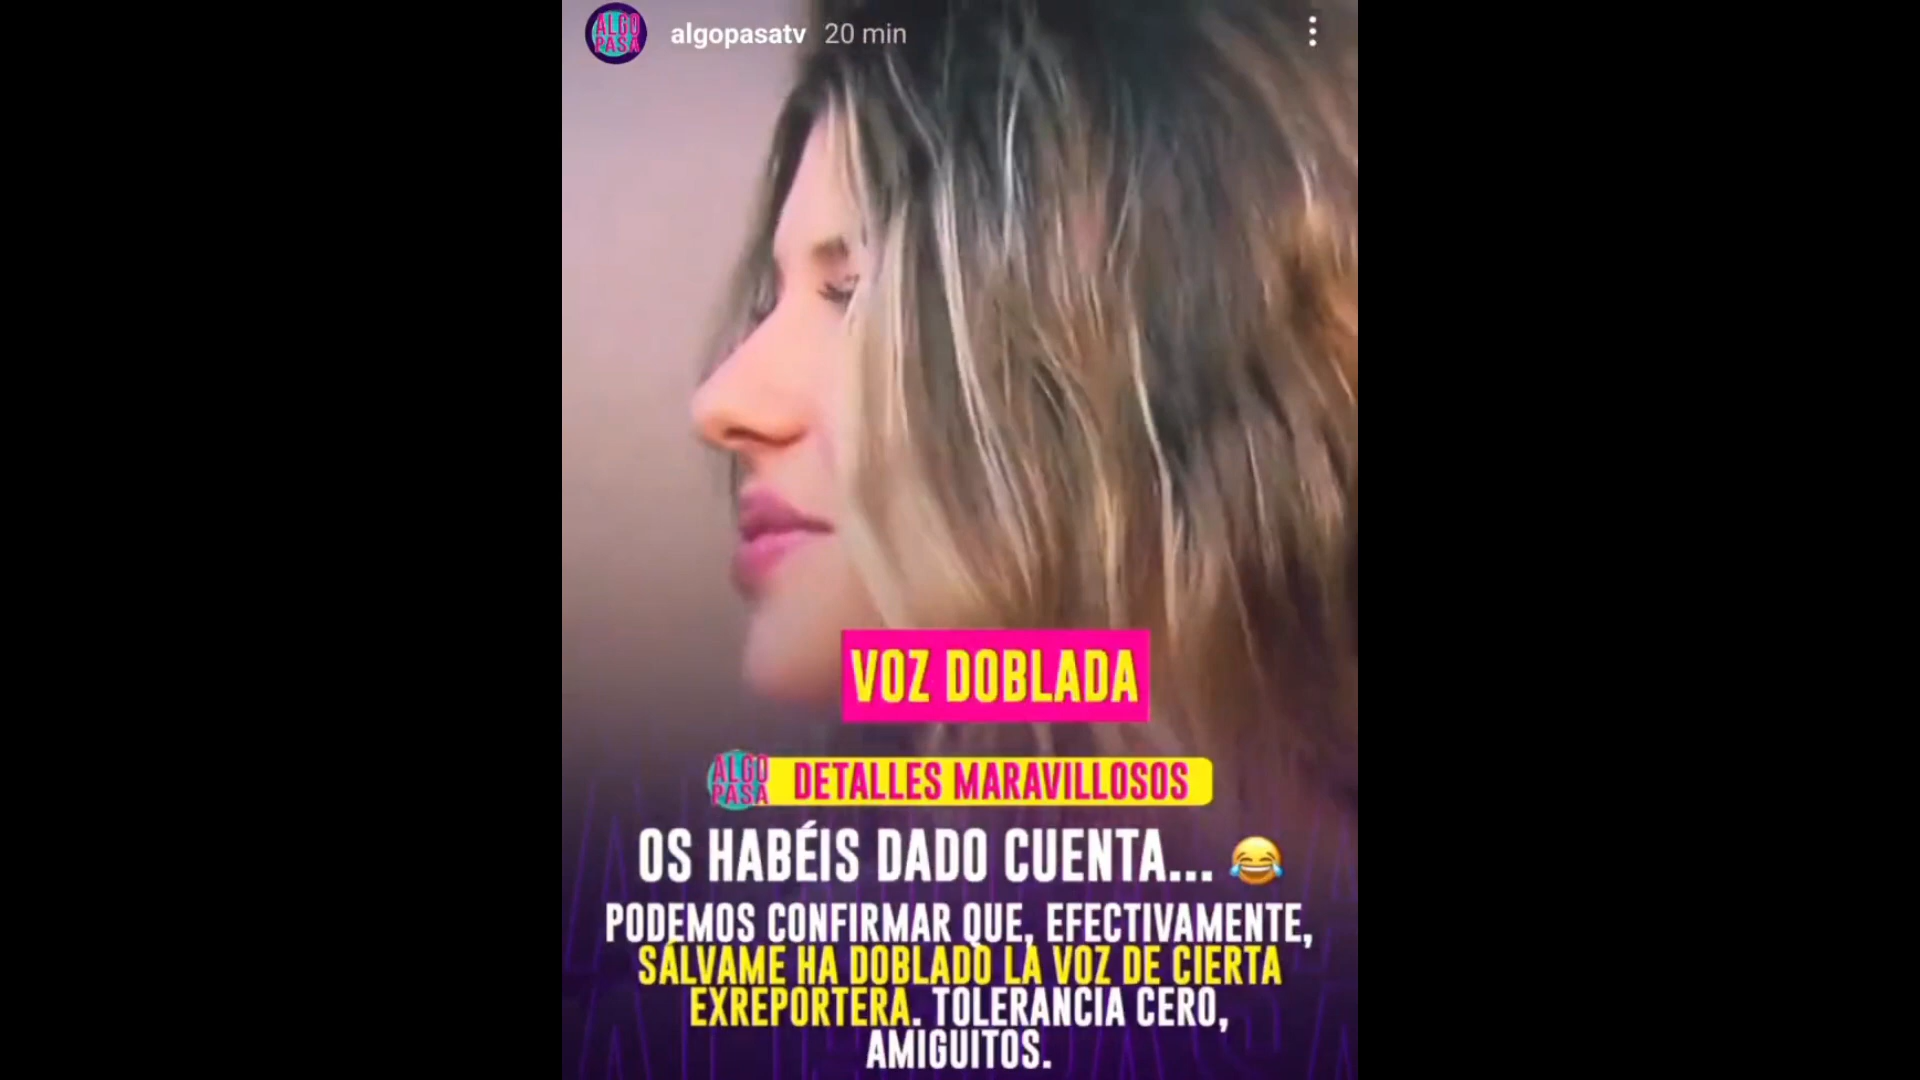 ALGO PASA
algopasatv 20 min
VOZ DOBLADA
ALGO PASA
DETALLES MARAVILLOSOS
OS HABÉIS DADO CUENTA... 😂
PODEMOS CONFIRMAR QUE, EFECTIVAMENTE,
SÁLVAME HA DOBLADO LA VOZ DE CIERTA
EXREPORTERA. TOLERANCIA CERO,
AMIGUITOS.